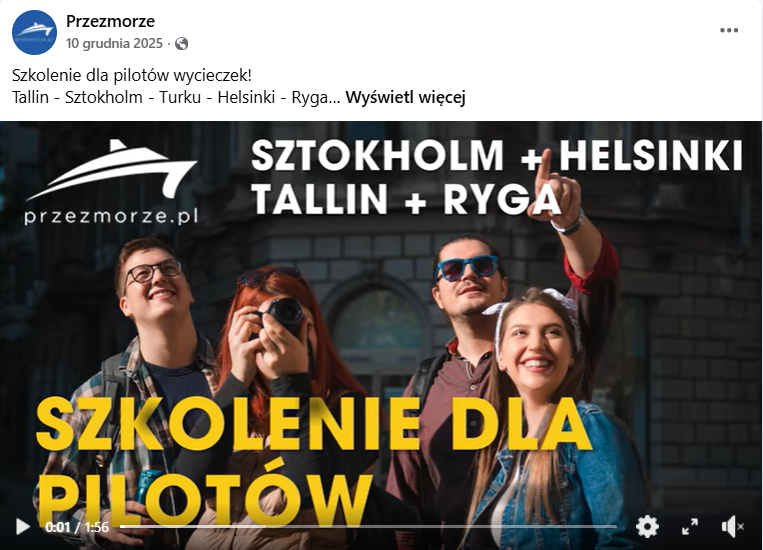 Przezmorze
10 grudnia 2025 ·
Szkolenie dla pilotów wycieczek!
Tallin - Sztokholm - Turku - Helsinki - Ryga... Wyświetl więcej
przezmorze.pl
SZTOKHOLM + HELSINKI
TALLIN + RYGA
SZKOLENIE DLA
PILOTÓW
0:01 / 1:56